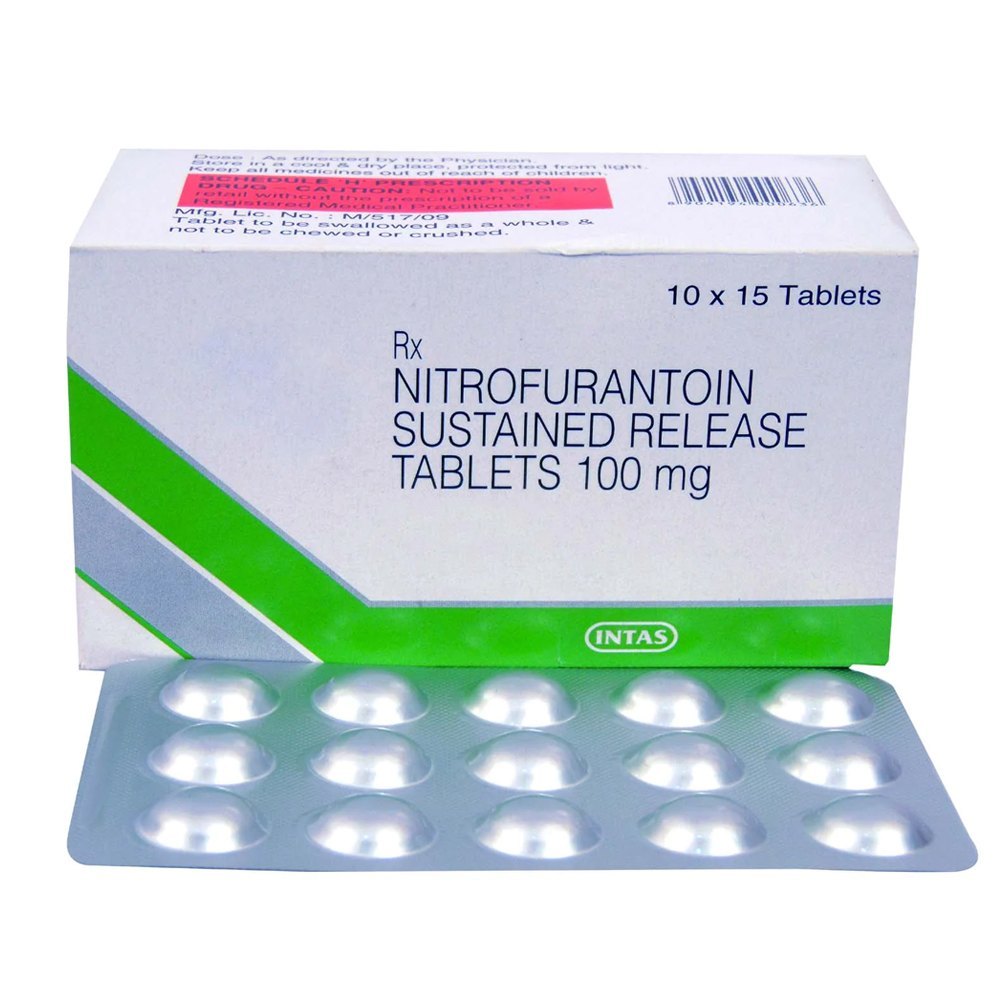 Dose : As directed by the Physician.
Store in a cool & dry place, protected from light.
Keep all medicines out of reach of children.
SCHEDULE 'H' PRESCRIPTION
DRUG - CAUTION: Not to be sold by
retail without the prescription of a
Registered Medical Practitioner.
Mfg. Lic. No. : M/517/09
Tablet to be swallowed as a whole &
not to be chewed or crushed.
10 x 15 Tablets
Rx
NITROFURANTOIN
SUSTAINED RELEASE
TABLETS 100 mg
INTAS